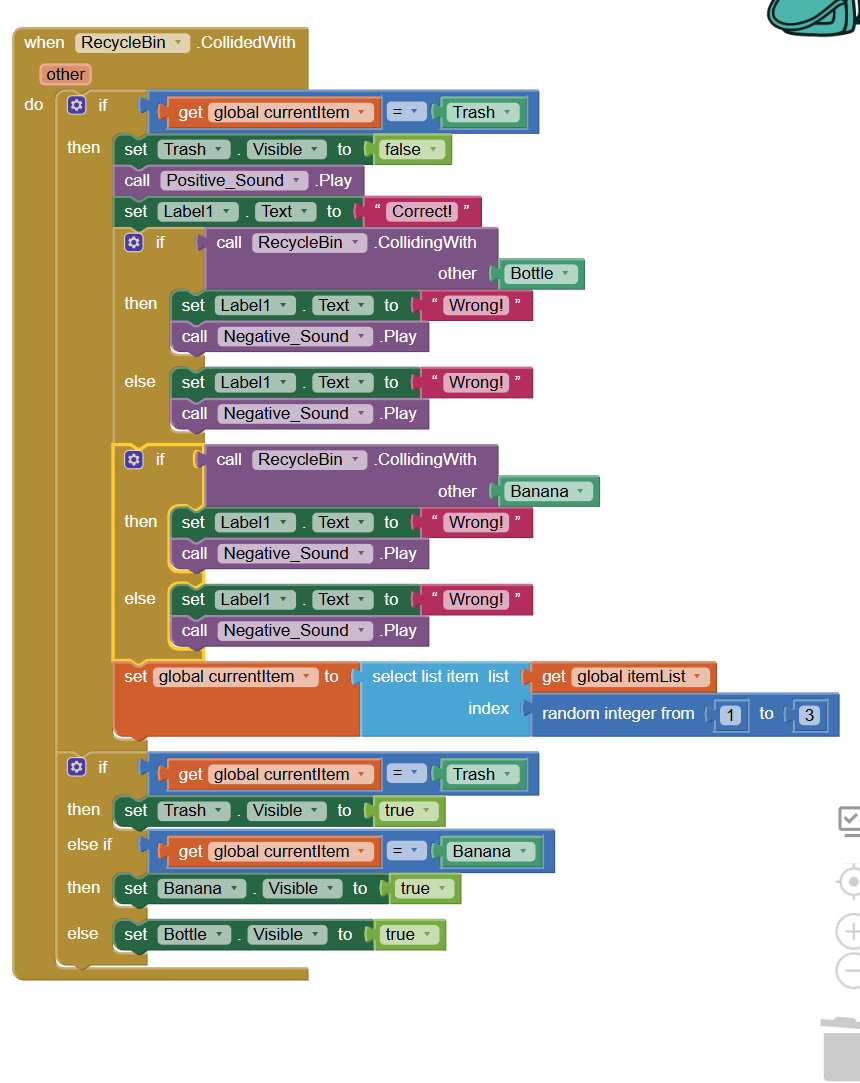 when RecycleBin .CollidedWith
other
do if get global currentItem = Trash
then set Trash . Visible to false
call Positive_Sound .Play
set Label1 . Text to “ Correct! ”
if call RecycleBin .CollidingWith
other Bottle
then set Label1 . Text to “ Wrong! ”
call Negative_Sound .Play
else set Label1 . Text to “ Wrong! ”
call Negative_Sound .Play
if call RecycleBin .CollidingWith
other Banana
then set Label1 . Text to “ Wrong! ”
call Negative_Sound .Play
else set Label1 . Text to “ Wrong! ”
call Negative_Sound .Play
set global currentItem to select list item list get global itemList
index random integer from 1 to 3
if get global currentItem = Trash
then set Trash . Visible to true
else if get global currentItem = Banana
then set Banana . Visible to true
else set Bottle . Visible to true